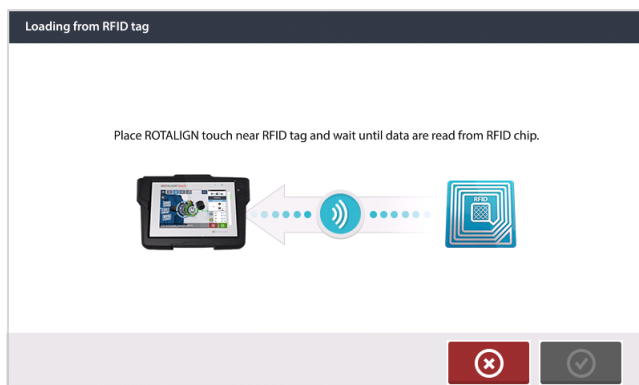 Loading from RFID tag
Place ROTALIGN touch near RFID tag and wait until data are read from RFID chip.
RFID